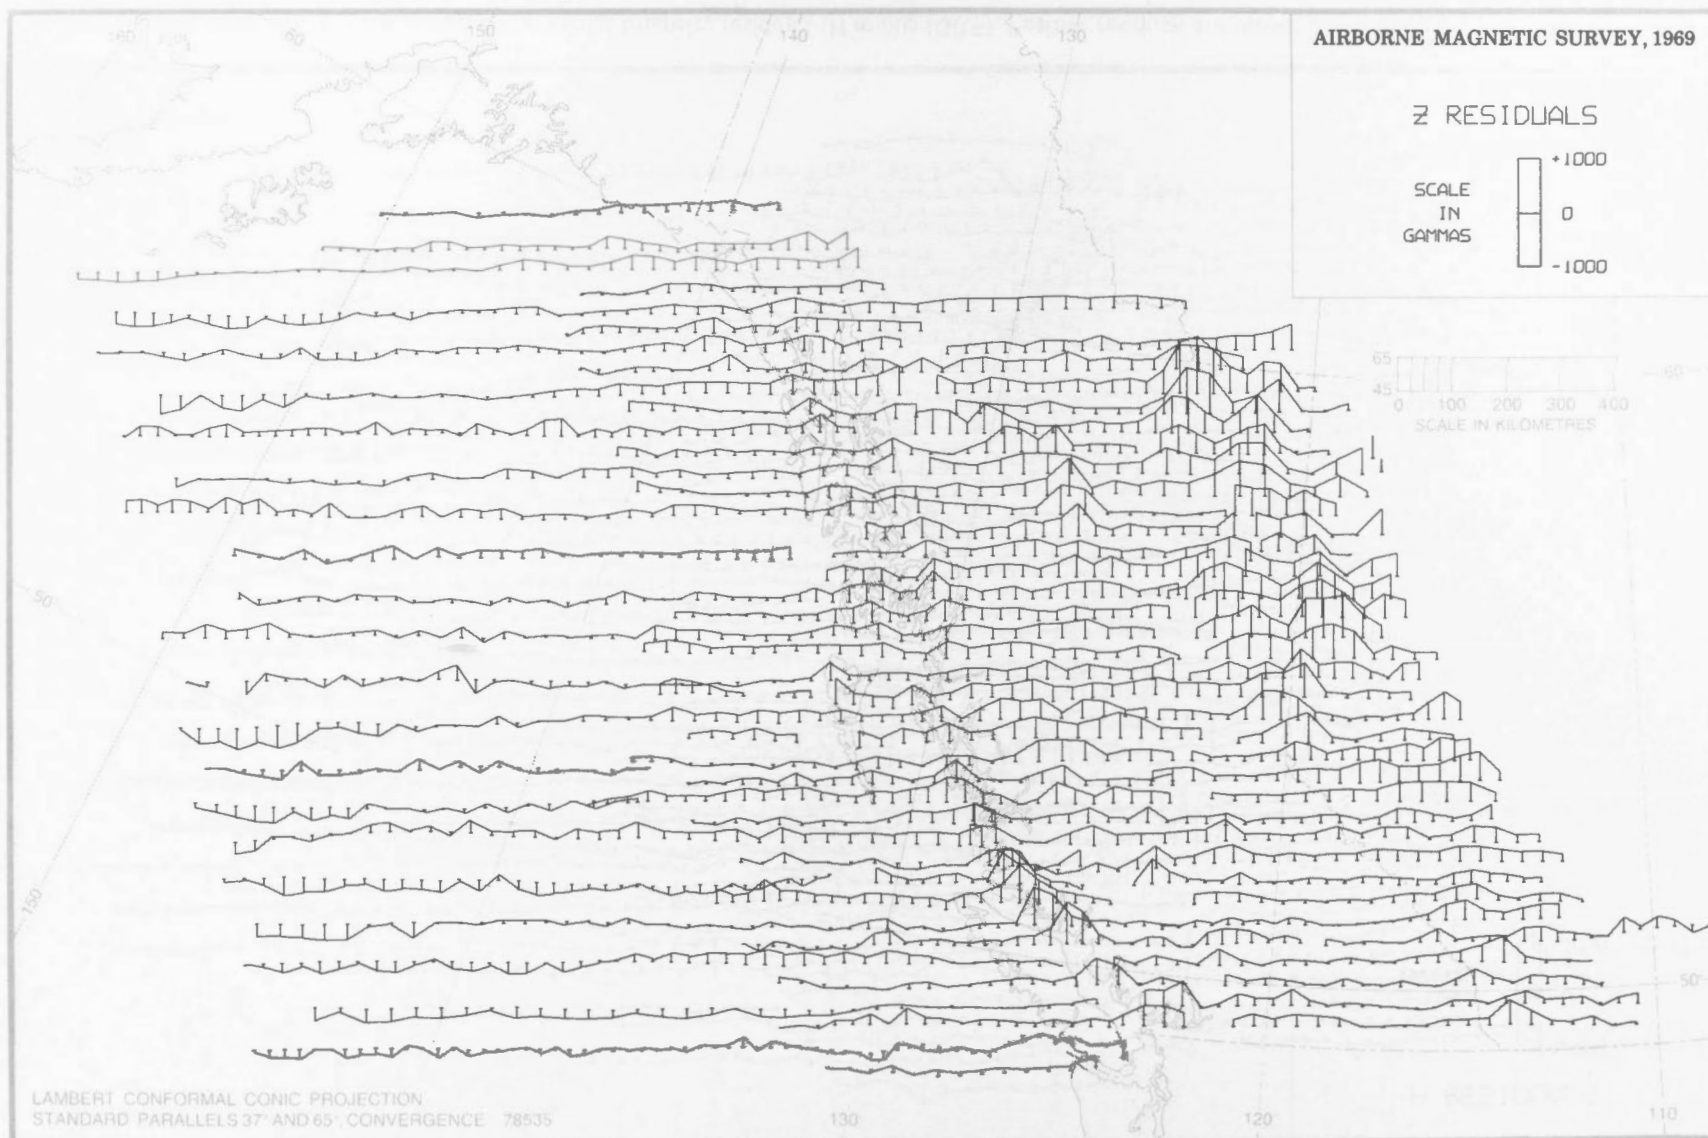 160
150
140
130
AIRBORNE MAGNETIC SURVEY, 1969
Z RESIDUALS
+1000
SCALE
IN
GAMMAS
0
-1000
65
45
0 100 200 300 400
SCALE IN KILOMETRES
60
50
150
50
LAMBERT CONFORMAL CONIC PROJECTION
STANDARD PARALLELS 37° AND 65°, CONVERGENCE 78535
130
120
110